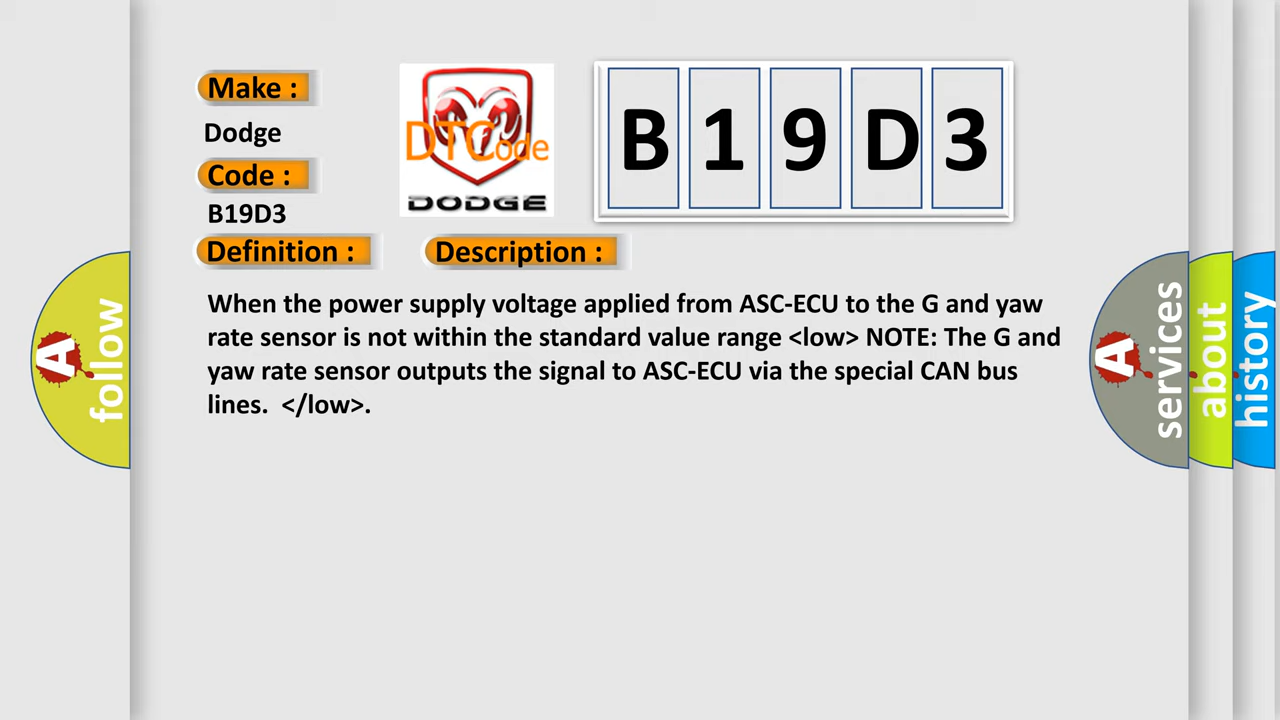 Make :
Dodge
Code :
B19D3
Definition :
Description :
DTCode
DODGE
B 1 9 D 3
When the power supply voltage applied from ASC-ECU to the G and yaw
rate sensor is not within the standard value range <low> NOTE: The G and
yaw rate sensor outputs the signal to ASC-ECU via the special CAN bus
lines. </low>.
A
follow
A
services
about
history